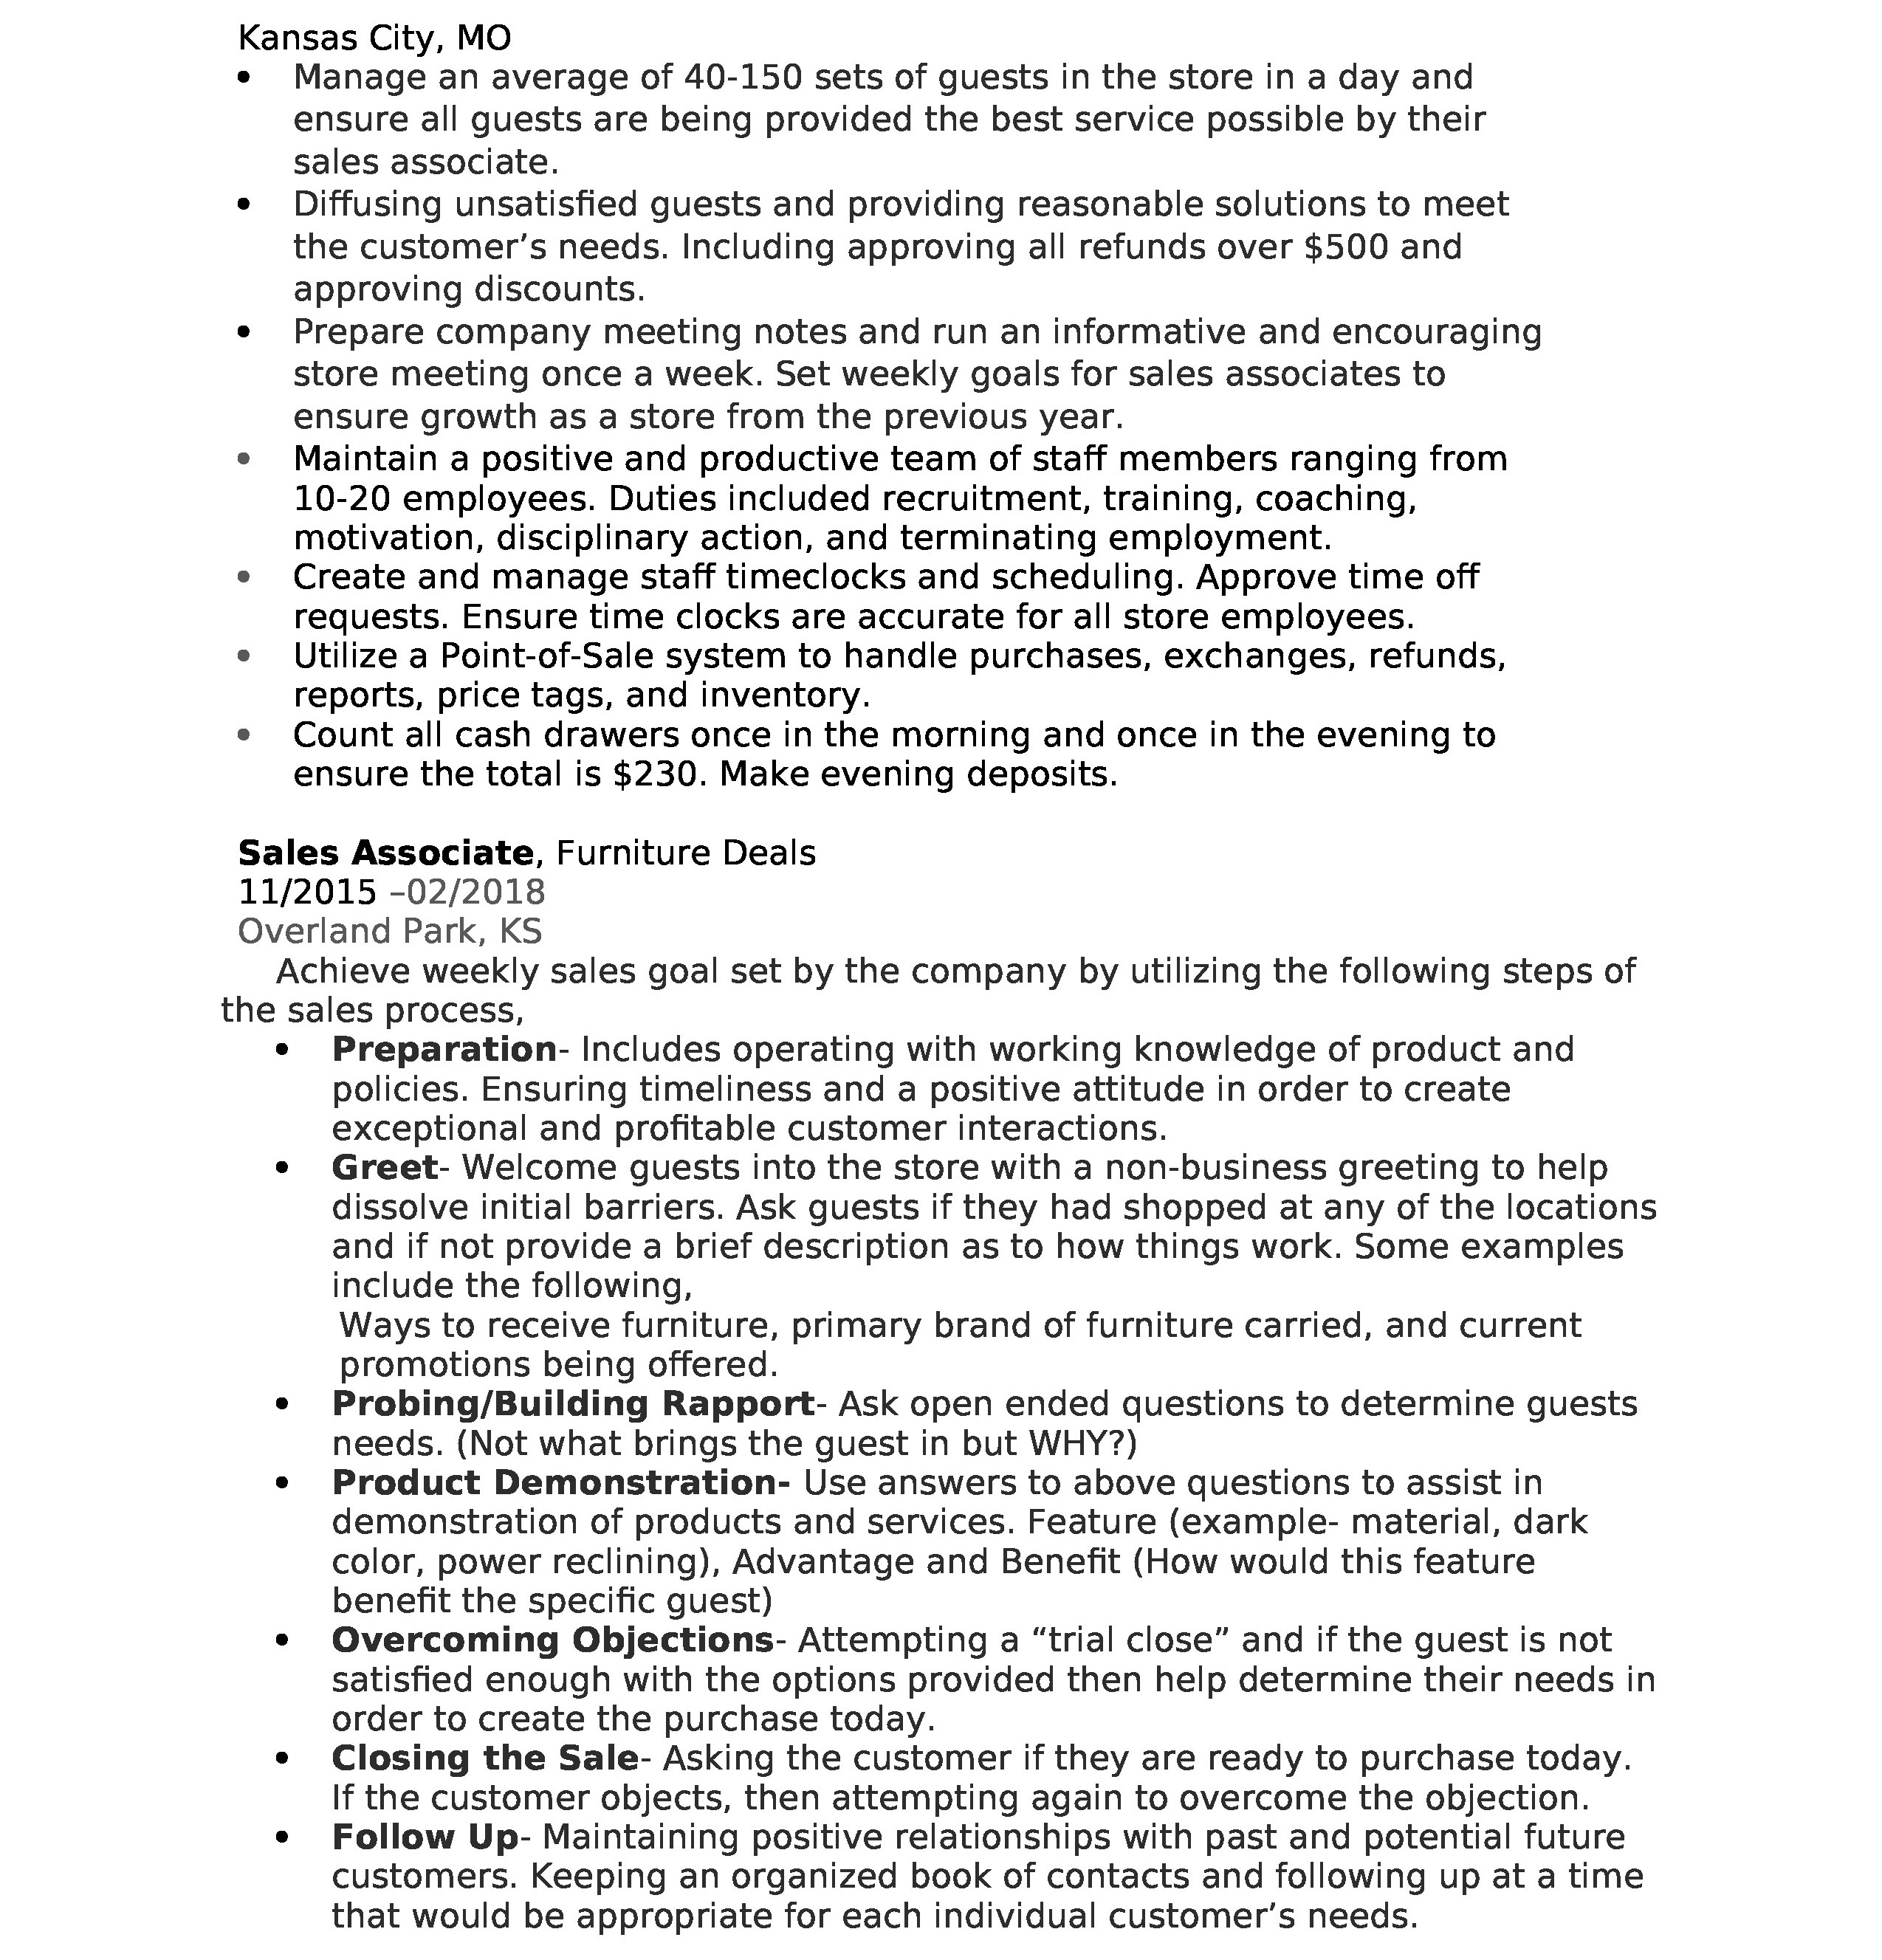 Kansas City, MO
• Manage an average of 40-150 sets of guests in the store in a day and
ensure all guests are being provided the best service possible by their
sales associate.
• Diffusing unsatisfied guests and providing reasonable solutions to meet
the customer’s needs. Including approving all refunds over $500 and
approving discounts.
• Prepare company meeting notes and run an informative and encouraging
store meeting once a week. Set weekly goals for sales associates to
ensure growth as a store from the previous year.
• Maintain a positive and productive team of staff members ranging from
10-20 employees. Duties included recruitment, training, coaching,
motivation, disciplinary action, and terminating employment.
• Create and manage staff timeclocks and scheduling. Approve time off
requests. Ensure time clocks are accurate for all store employees.
• Utilize a Point-of-Sale system to handle purchases, exchanges, refunds,
reports, price tags, and inventory.
• Count all cash drawers once in the morning and once in the evening to
ensure the total is $230. Make evening deposits.
Sales Associate, Furniture Deals
11/2015 –02/2018
Overland Park, KS
Achieve weekly sales goal set by the company by utilizing the following steps of
the sales process,
• Preparation- Includes operating with working knowledge of product and
policies. Ensuring timeliness and a positive attitude in order to create
exceptional and profitable customer interactions.
• Greet- Welcome guests into the store with a non-business greeting to help
dissolve initial barriers. Ask guests if they had shopped at any of the locations
and if not provide a brief description as to how things work. Some examples
include the following,
Ways to receive furniture, primary brand of furniture carried, and current
promotions being offered.
• Probing/Building Rapport- Ask open ended questions to determine guests
needs. (Not what brings the guest in but WHY?)
• Product Demonstration- Use answers to above questions to assist in
demonstration of products and services. Feature (example- material, dark
color, power reclining), Advantage and Benefit (How would this feature
benefit the specific guest)
• Overcoming Objections- Attempting a “trial close” and if the guest is not
satisfied enough with the options provided then help determine their needs in
order to create the purchase today.
• Closing the Sale- Asking the customer if they are ready to purchase today.
If the customer objects, then attempting again to overcome the objection.
• Follow Up- Maintaining positive relationships with past and potential future
customers. Keeping an organized book of contacts and following up at a time
that would be appropriate for each individual customer’s needs.